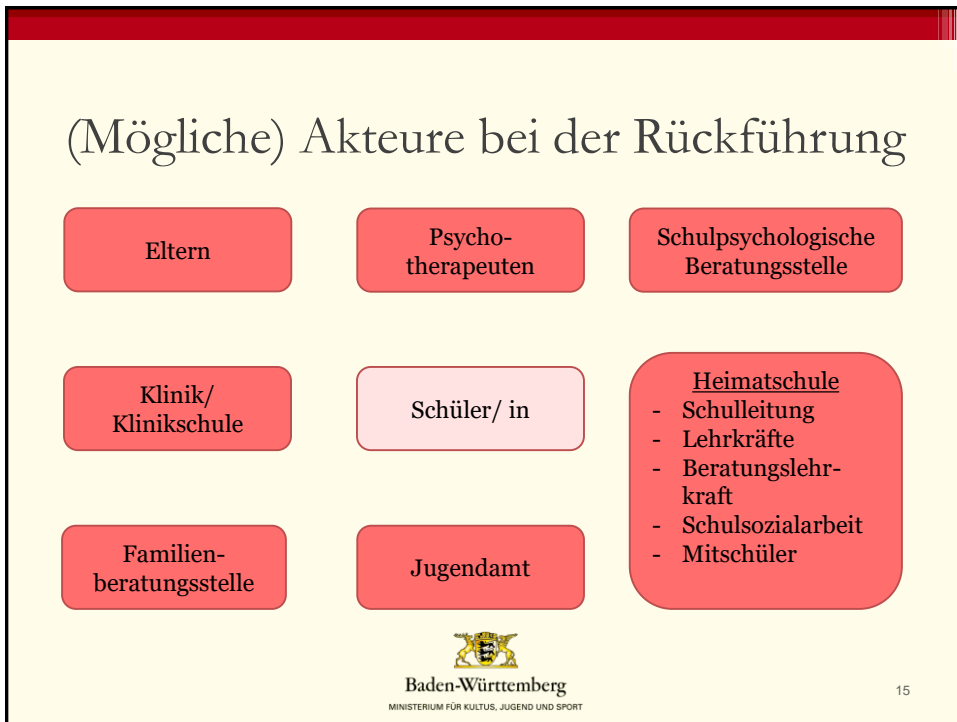 (Mögliche) Akteure bei der Rückführung
Eltern
Psycho-
therapeuten
Schulpsychologische
Beratungsstelle
Klinik/
Klinikschule
Schüler/ in
Heimatschule
- Schulleitung
- Lehrkräfte
- Beratungslehr-
kraft
- Schulsozialarbeit
- Mitschüler
Familien-
beratungsstelle
Jugendamt
Baden-Württemberg
MINISTERIUM FÜR KULTUS, JUGEND UND SPORT
15